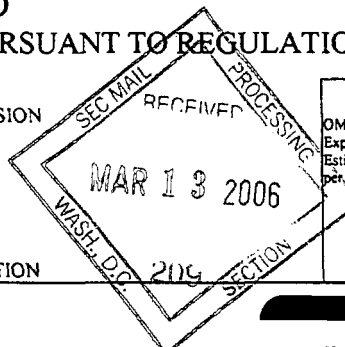 D
RSUANT TO REGULATIO
SION
SEC MAIL
PROCESSING
RECEIVED
OM
Exp
Esti
per
MAR 13 2006
WASH., D.C.
209
SECTION
TION